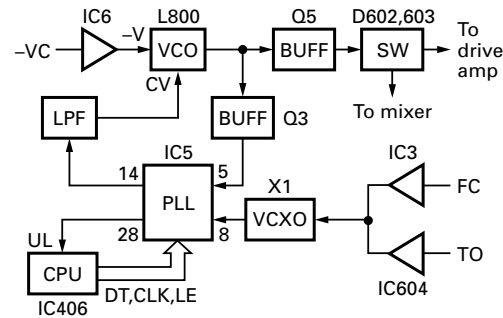 IC6
L800
Q5
D602,603
–VC
–V
VCO
BUFF
SW
To
drive
amp
CV
LPF
BUFF
Q3
To mixer
IC5
14
5
PLL
X1
IC3
FC
UL
28
8
VCXO
CPU
TO
IC406
DT,CLK,LE
IC604